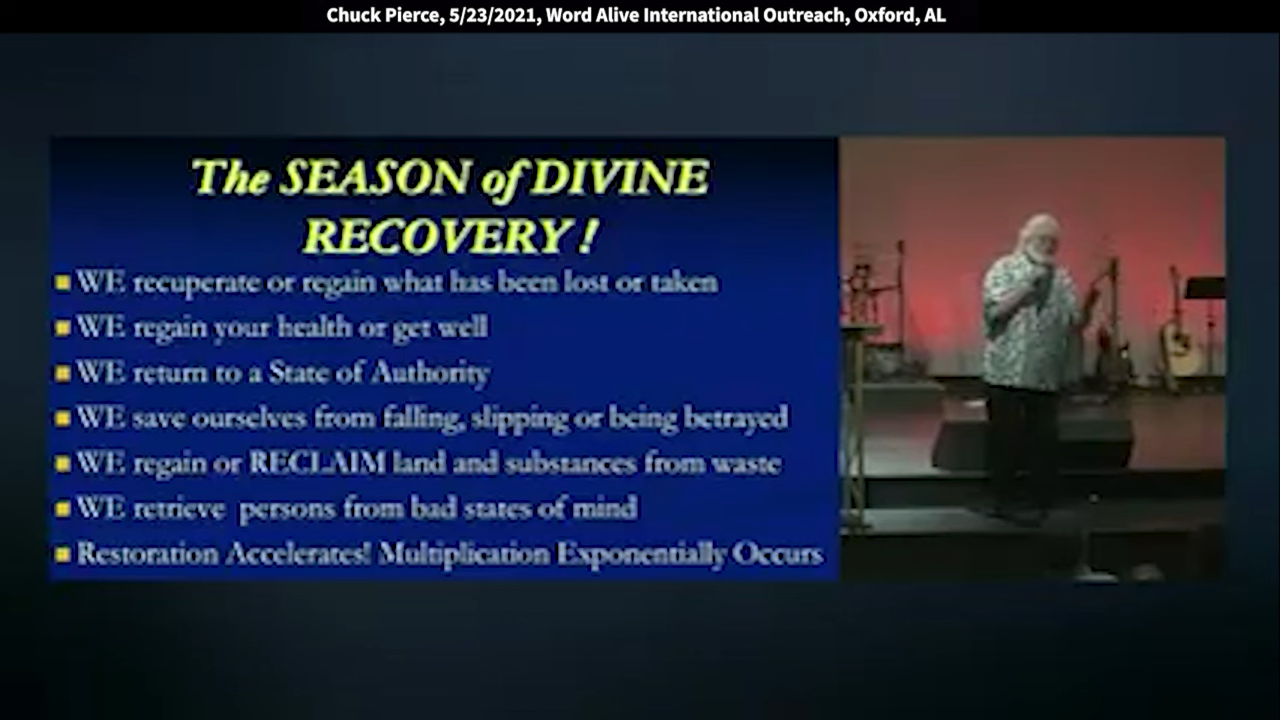 Chuck Pierce, 5/23/2021, Word Alive International Outreach, Oxford, AL
The SEASON of DIVINE
RECOVERY !
WE recuperate or regain what has been lost or taken
WE regain your health or get well
WE return to a State of Authority
WE save ourselves from falling, slipping or being betrayed
WE regain or RECLAIM land and substances from waste
WE retrieve persons from bad states of mind
Restoration Accelerates! Multiplication Exponentially Occurs